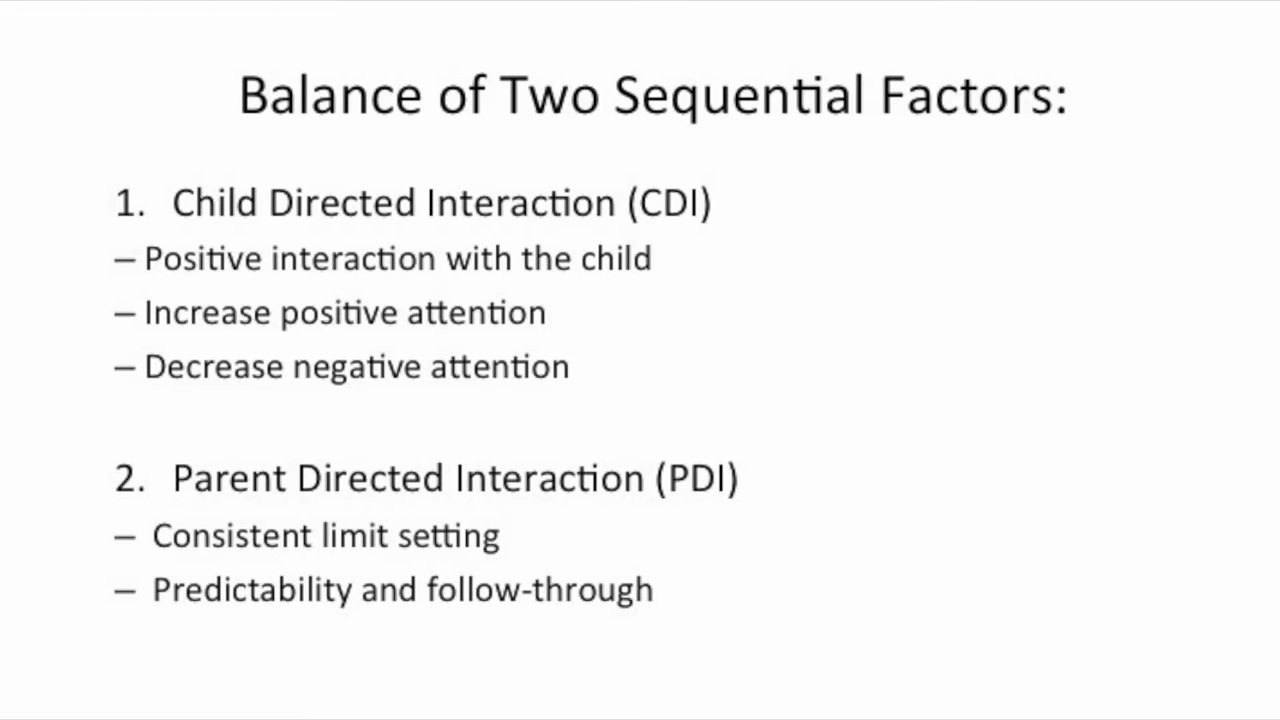 Balance of Two Sequential Factors:
1. Child Directed Interaction (CDI)
– Positive interaction with the child
– Increase positive attention
– Decrease negative attention
2. Parent Directed Interaction (PDI)
– Consistent limit setting
– Predictability and follow-through